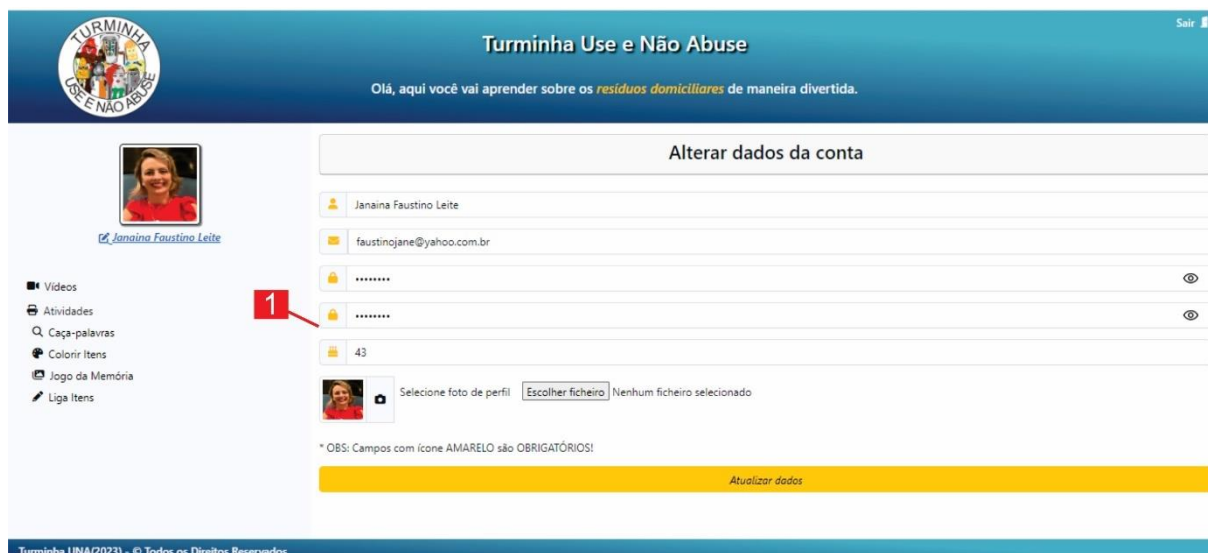 TURMINHA
USE E NÃO ABUSE
Sair
Turminha Use e Não Abuse
Olá, aqui você vai aprender sobre os resíduos domiciliares de maneira divertida.
Janaina Faustino Leite
Vídeos
Atividades
Caça-palavras
Colorir Itens
Jogo da Memória
Liga Itens
1
Alterar dados da conta
Janaina Faustino Leite
faustinojane@yahoo.com.br
••••••••
••••••••
43
Selecione foto de perfil Escolher ficheiro Nenhum ficheiro selecionado
* OBS: Campos com ícone AMARELO são OBRIGATÓRIOS!
Atualizar dados
Turminha UNA(2023) - © Todos os Direitos Reservados